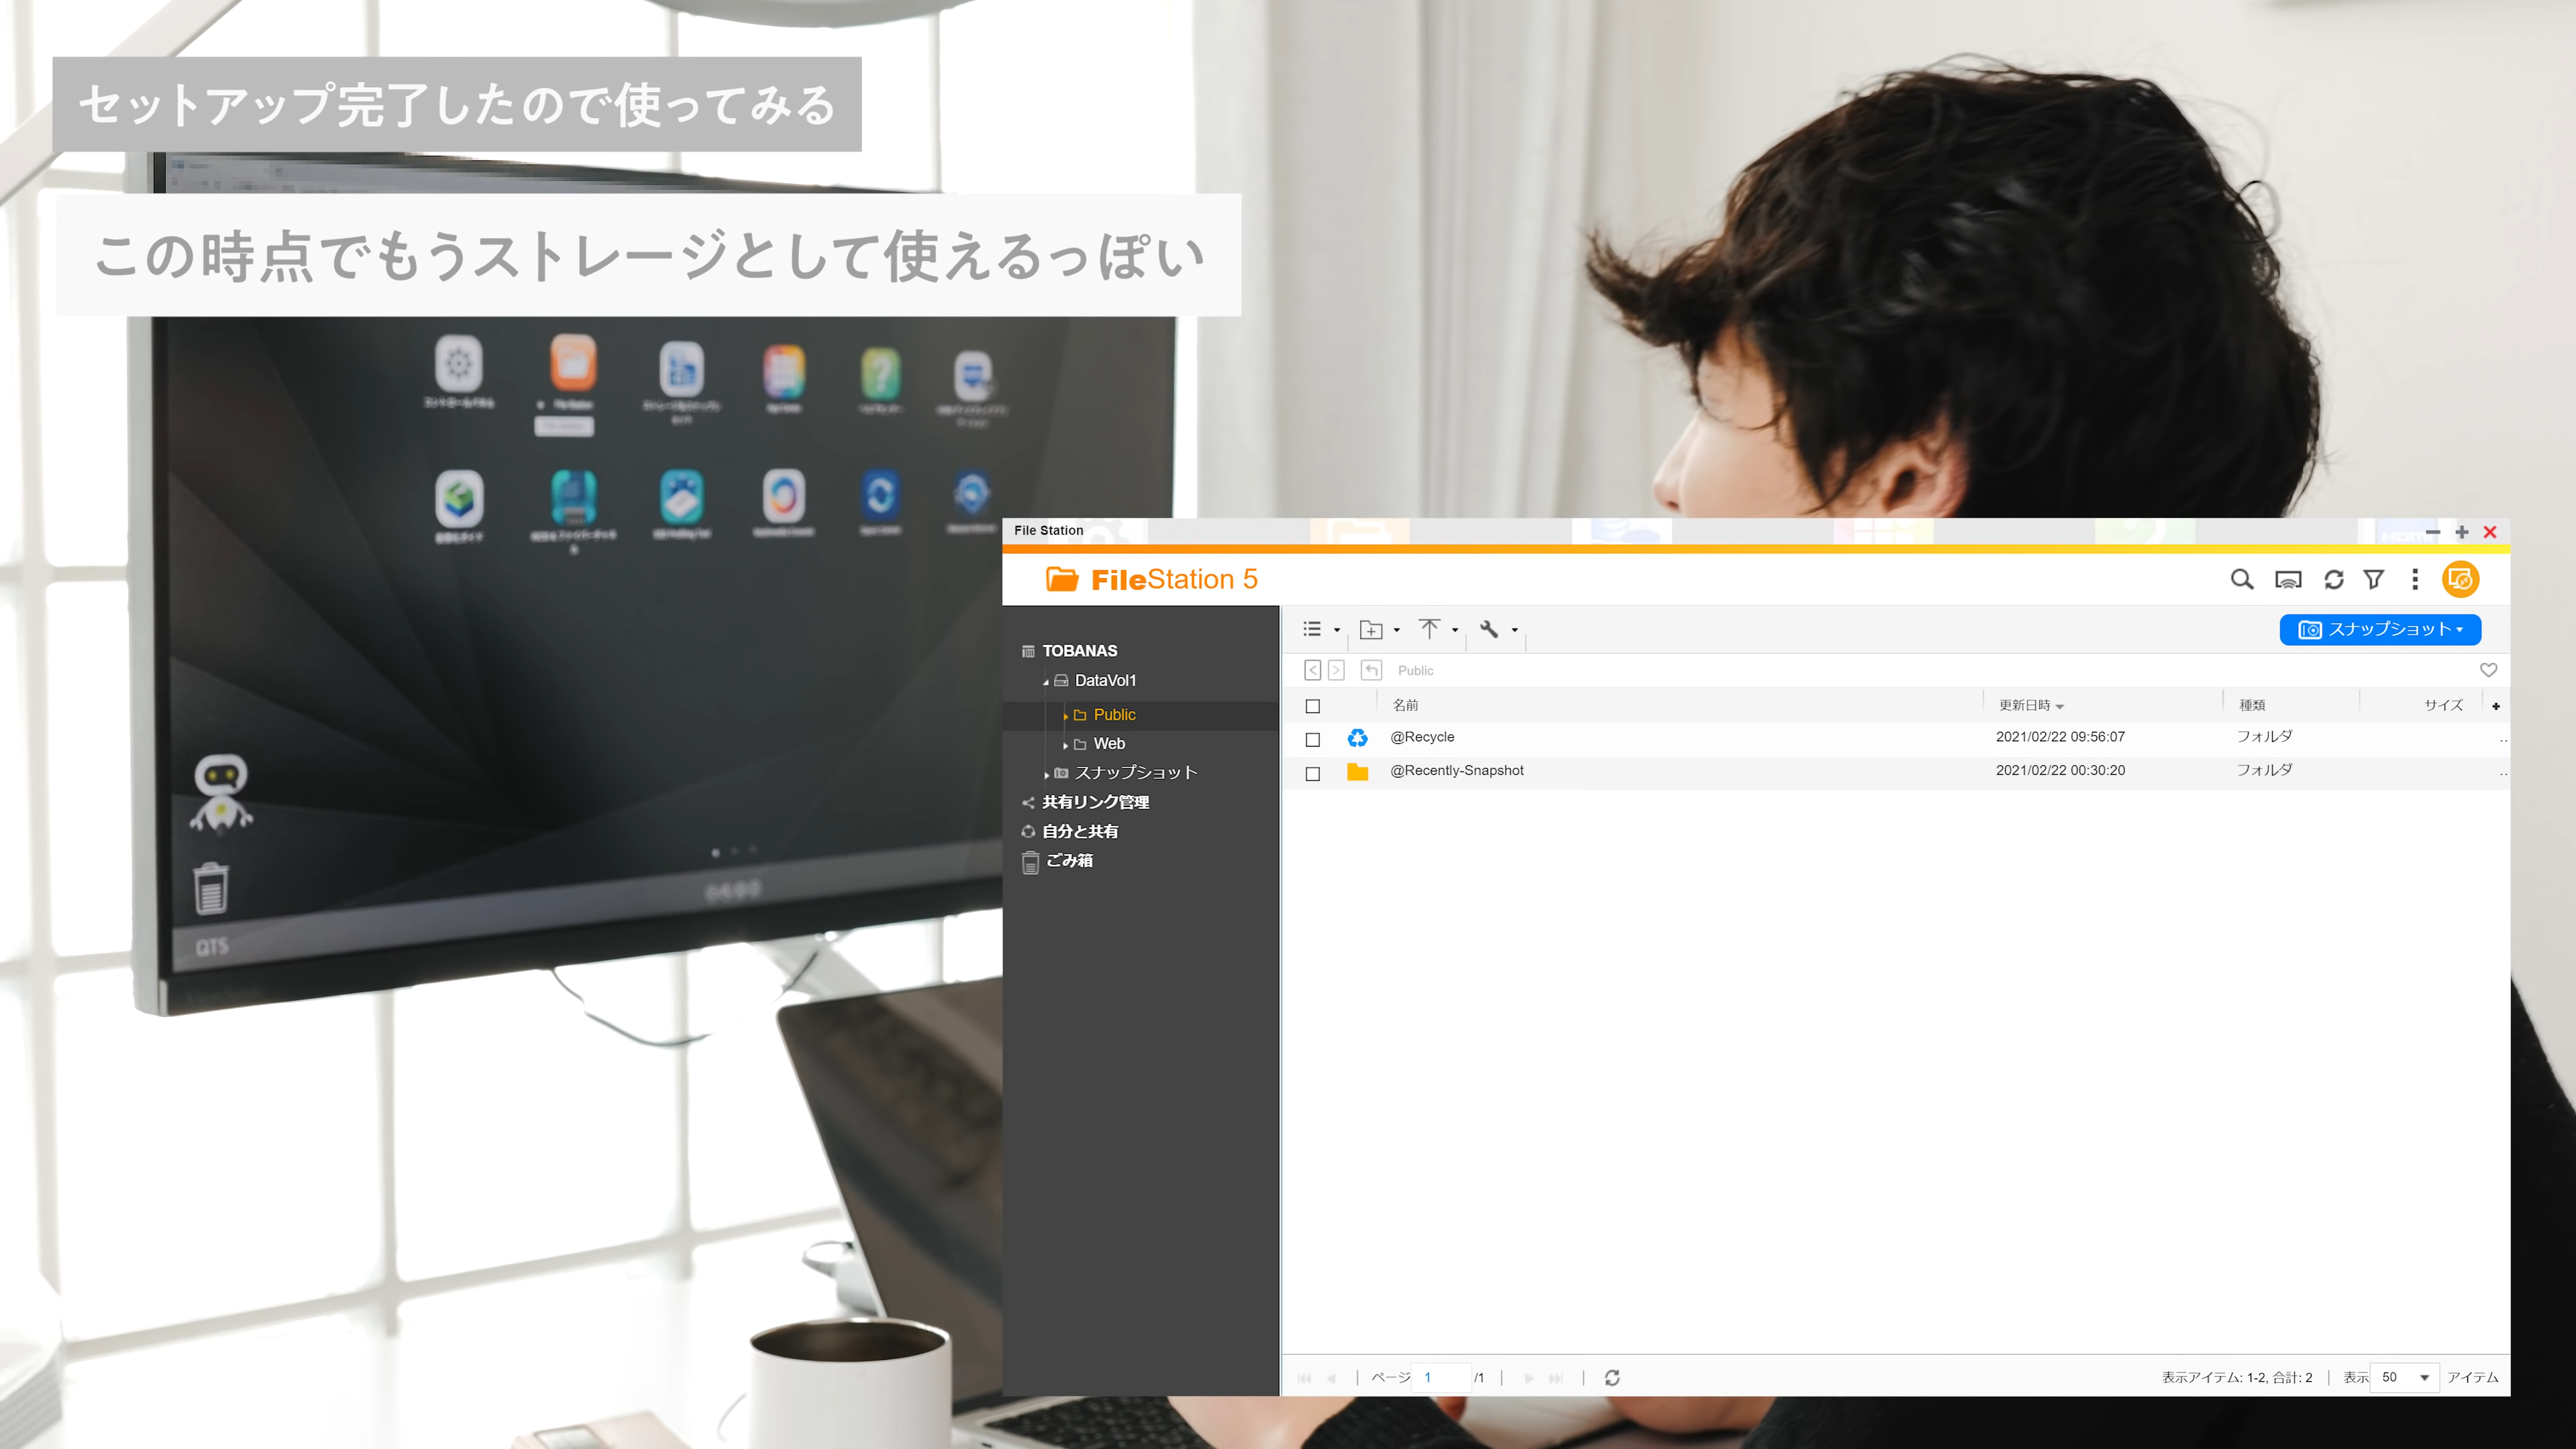 セットアップ完了したので使ってみる
この時点でもうストレージとして使えるっぽい
QTS
File Station
FileStation 5
TOBANAS
DataVol1
Public
Web
スナップショット
共有リンク管理
自分と共有
ごみ箱
スナップショット
Public
名前 更新日時 種類 サイズ
@Recycle 2021/02/22 09:56:07 フォルダ ..
@Recently-Snapshot 2021/02/22 00:30:20 フォルダ ..
ページ 1 /1
表示アイテム: 1-2, 合計: 2 | 表示 50 アイテム